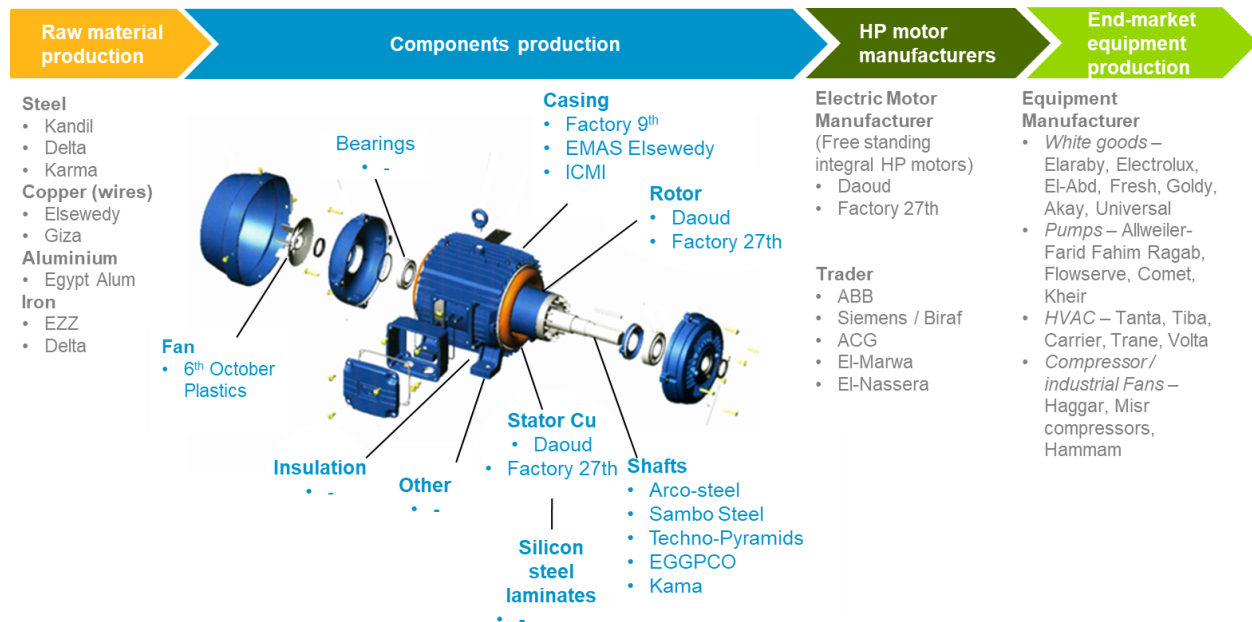 Raw material
production
Components production
HP motor
manufacturers
End-market
equipment
production
Steel
• Kandil
• Delta
• Karma
Copper (wires)
• Elsewedy
• Giza
Aluminium
• Egypt Alum
Iron
• EZZ
• Delta
Fan
• 6th October
Plastics
Bearings
• -
Casing
• Factory 9th
• EMAS Elsewedy
• ICMI
Rotor
• Daoud
• Factory 27th
Insulation
• -
Other
• -
Stator Cu
• Daoud
• Factory 27th
Silicon
steel
laminates
• -
Shafts
• Arco-steel
• Sambo Steel
• Techno-Pyramids
• EGGPCO
• Kama
Electric Motor
Manufacturer
(Free standing
integral HP motors)
• Daoud
• Factory 27th
Trader
• ABB
• Siemens / Biraf
• ACG
• El-Marwa
• El-Nassera
Equipment
Manufacturer
• White goods –
Elaraby, Electrolux,
El-Abd, Fresh, Goldy,
Akay, Universal
• Pumps – Allweiler-
Farid Fahim Ragab,
Flowserve, Comet,
Kheir
• HVAC – Tanta, Tiba,
Carrier, Trane, Volta
• Compressor /
industrial Fans –
Haggar, Misr
compressors,
Hammam